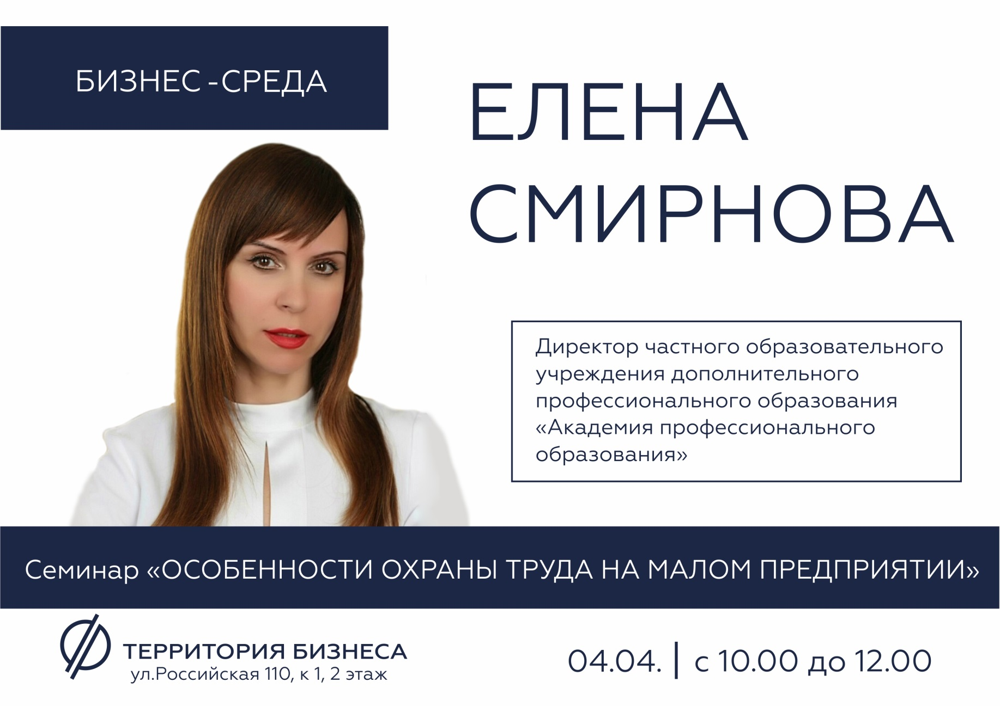 БИЗНЕС -СРЕДА
ЕЛЕНА
СМИРНОВА
Директор частного образовательного
учреждения дополнительного
профессионального образования
«Академия профессионального
образования»
Семинар «ОСОБЕННОСТИ ОХРАНЫ ТРУДА НА МАЛОМ ПРЕДПРИЯТИИ»
ТЕРРИТОРИЯ БИЗНЕСА
ул.Российская 110, к 1, 2 этаж
04.04. | с 10.00 до 12.00